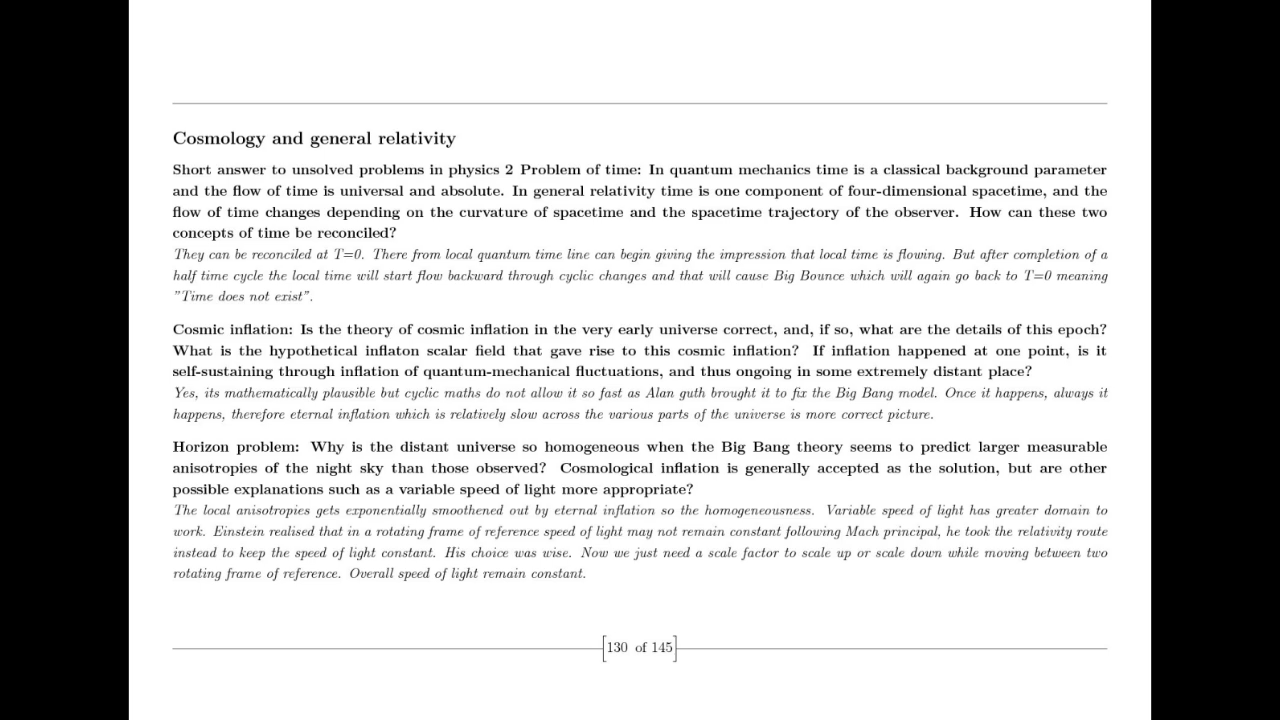 Cosmology and general relativity
Short answer to unsolved problems in physics 2 Problem of time: In quantum mechanics time is a classical background parameter
and the flow of time is universal and absolute. In general relativity time is one component of four-dimensional spacetime, and the
flow of time changes depending on the curvature of spacetime and the spacetime trajectory of the observer. How can these two
concepts of time be reconciled?
They can be reconciled at T=0. There from local quantum time line can begin giving the impression that local time is flowing. But after completion of a
half time cycle the local time will start flow backward through cyclic changes and that will cause Big Bounce which will again go back to T=0 meaning
"Time does not exist".
Cosmic inflation: Is the theory of cosmic inflation in the very early universe correct, and, if so, what are the details of this epoch?
What is the hypothetical inflaton scalar field that gave rise to this cosmic inflation? If inflation happened at one point, is it
self-sustaining through inflation of quantum-mechanical fluctuations, and thus ongoing in some extremely distant place?
Yes, its mathematically plausible but cyclic maths do not allow it so fast as Alan guth brought it to fix the Big Bang model. Once it happens, always it
happens, therefore eternal inflation which is relatively slow across the various parts of the universe is more correct picture.
Horizon problem: Why is the distant universe so homogeneous when the Big Bang theory seems to predict larger measurable
anisotropies of the night sky than those observed? Cosmological inflation is generally accepted as the solution, but are other
possible explanations such as a variable speed of light more appropriate?
The local anisotropies gets exponentially smoothened out by eternal inflation so the homogeneousness. Variable speed of light has greater domain to
work. Einstein realised that in a rotating frame of reference speed of light may not remain constant following Mach principal, he took the relativity route
instead to keep the speed of light constant. His choice was wise. Now we just need a scale factor to scale up or scale down while moving between two
rotating frame of reference. Overall speed of light remain constant.
130 of 145